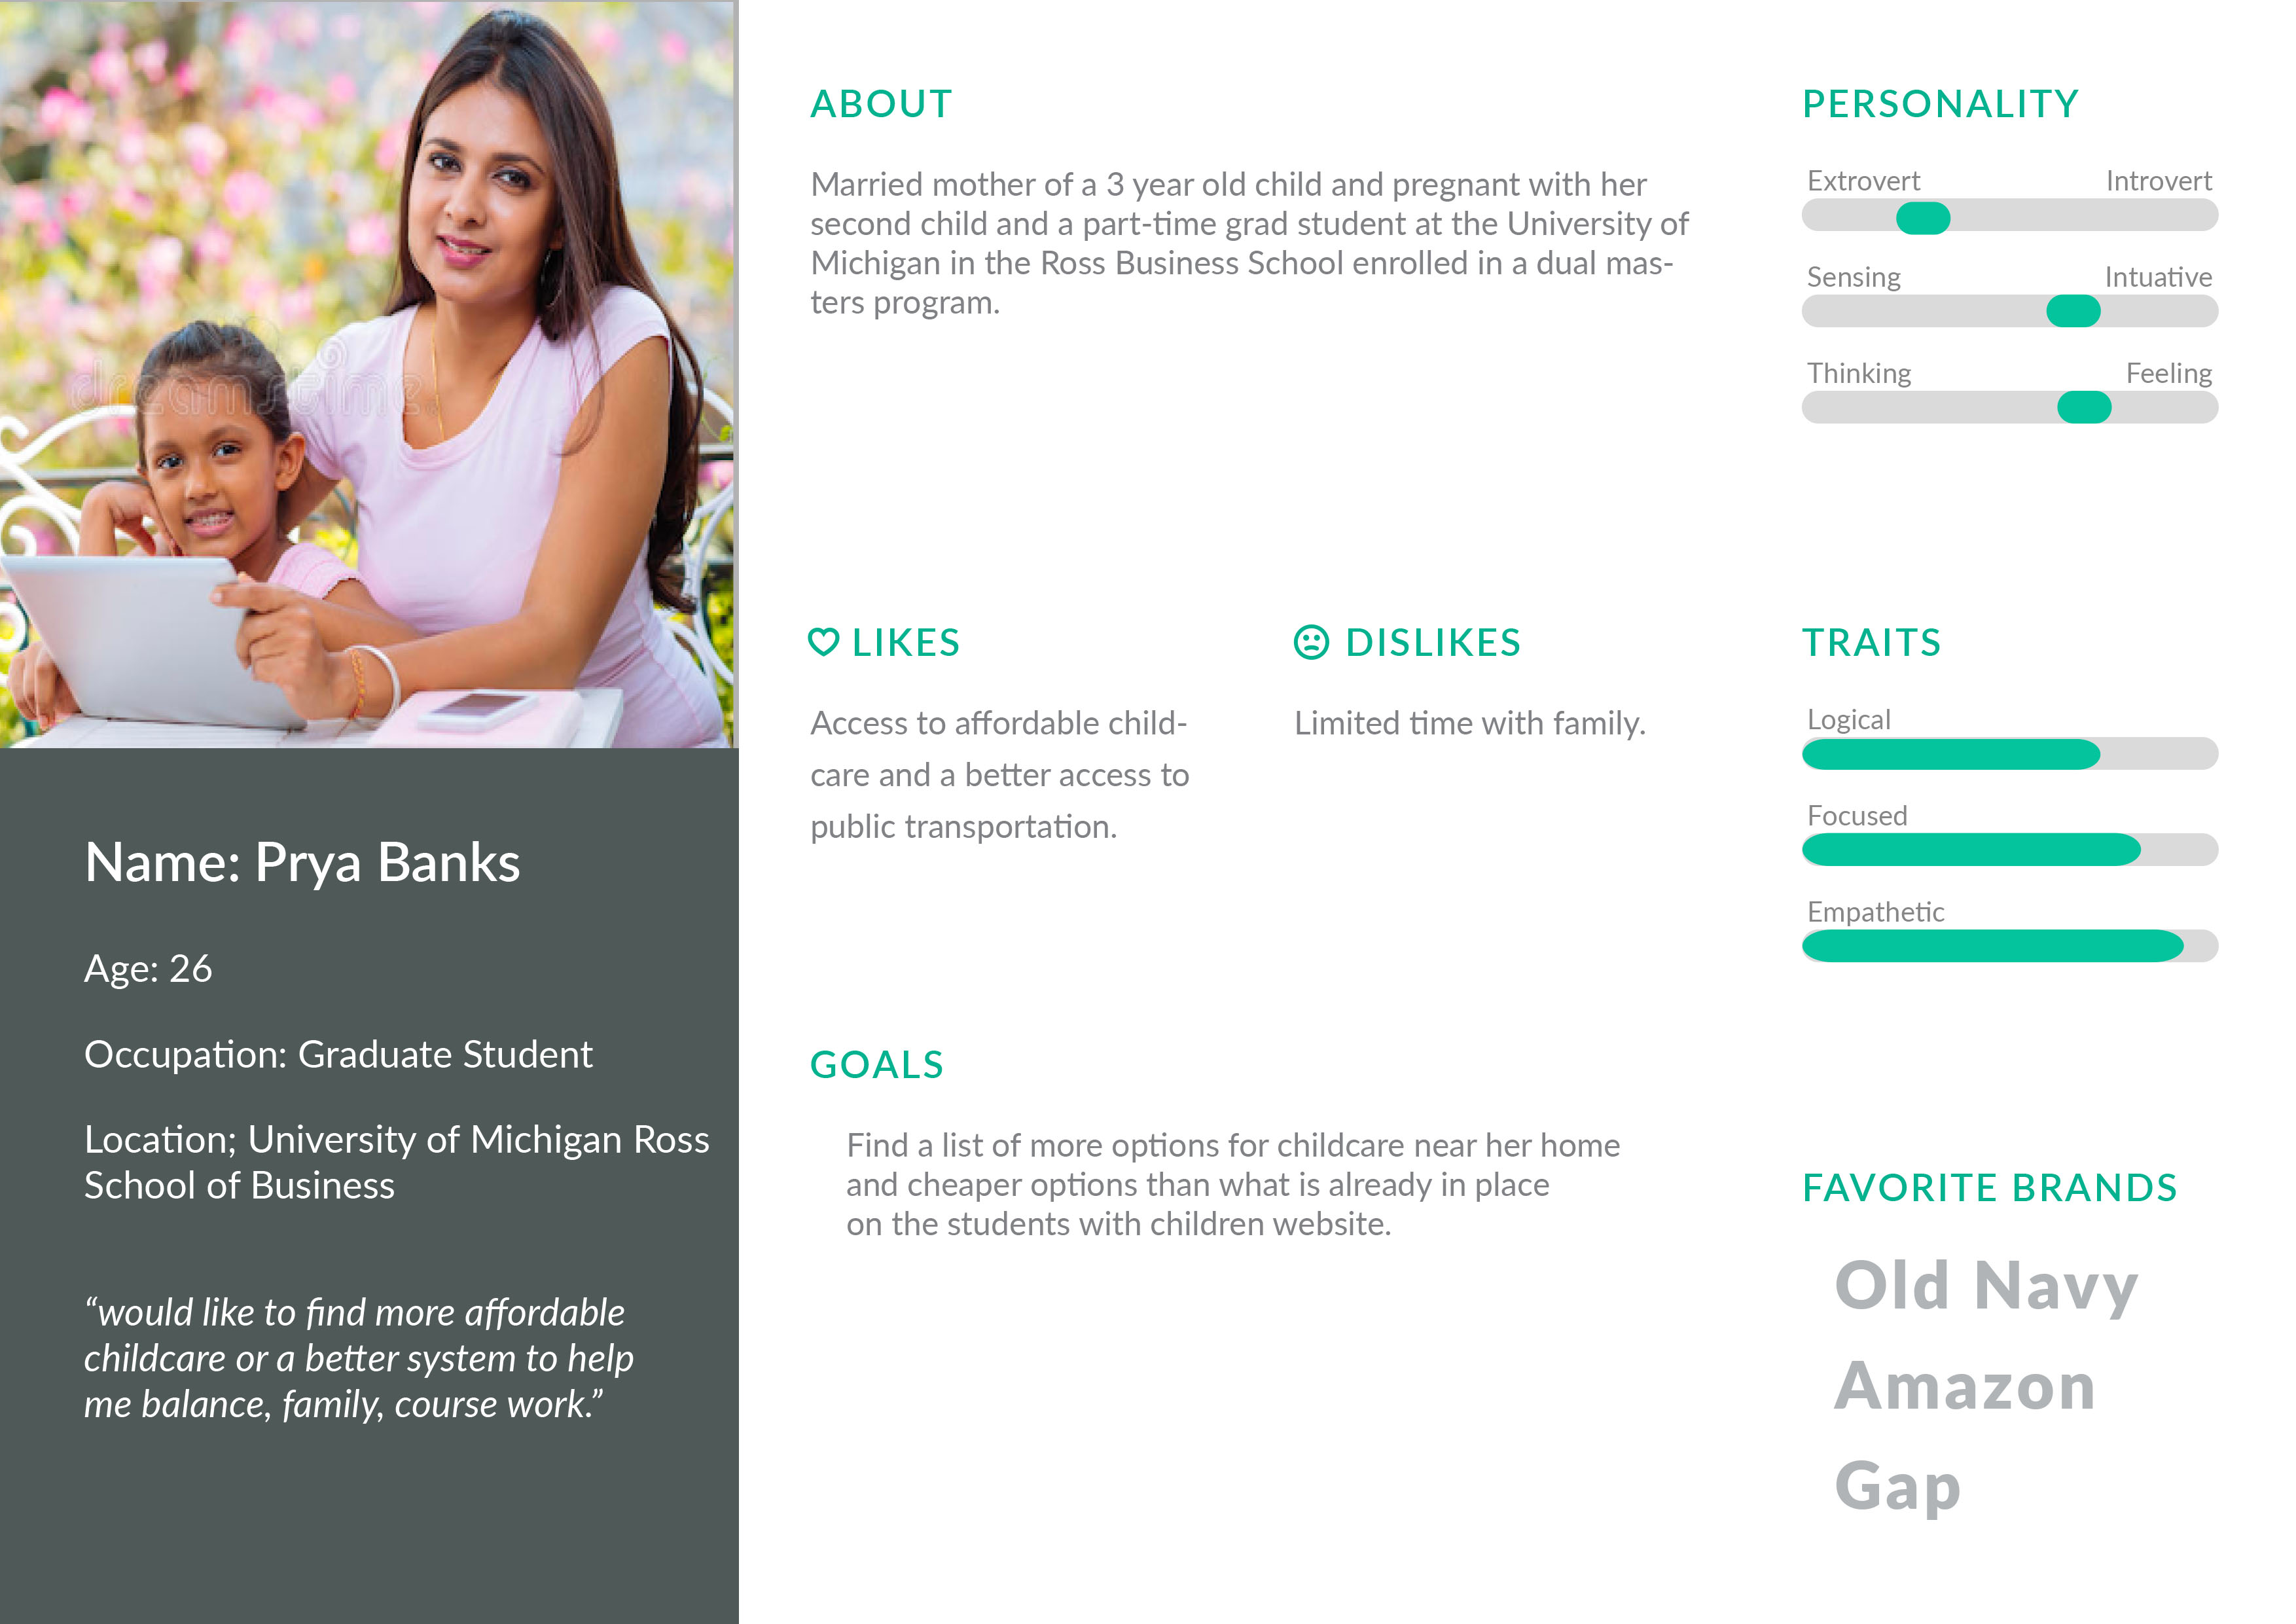 dreamstime
Name: Prya Banks
Age: 26
Occupation: Graduate Student
Location; University of Michigan Ross
School of Business
“would like to find more affordable
childcare or a better system to help
me balance, family, course work.”
ABOUT
Married mother of a 3 year old child and pregnant with her
second child and a part-time grad student at the University of
Michigan in the Ross Business School enrolled in a dual mas-
ters program.
LIKES
Access to affordable child-
care and a better access to
public transportation.
DISLIKES
Limited time with family.
GOALS
Find a list of more options for childcare near her home
and cheaper options than what is already in place
on the students with children website.
PERSONALITY
Extrovert Introvert
Sensing Intuative
Thinking Feeling
TRAITS
Logical
Focused
Empathetic
FAVORITE BRANDS
Old Navy
Amazon
Gap